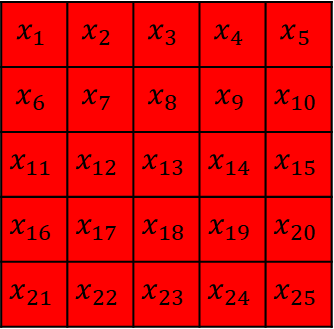 x₁ x₂ x₃ x₄ x₅
x₆ x₇ x₈ x₉ x₁₀
x₁₁ x₁₂ x₁₃ x₁₄ x₁₅
x₁₆ x₁₇ x₁₈ x₁₉ x₂₀
x₂₁ x₂₂ x₂₃ x₂₄ x₂₅